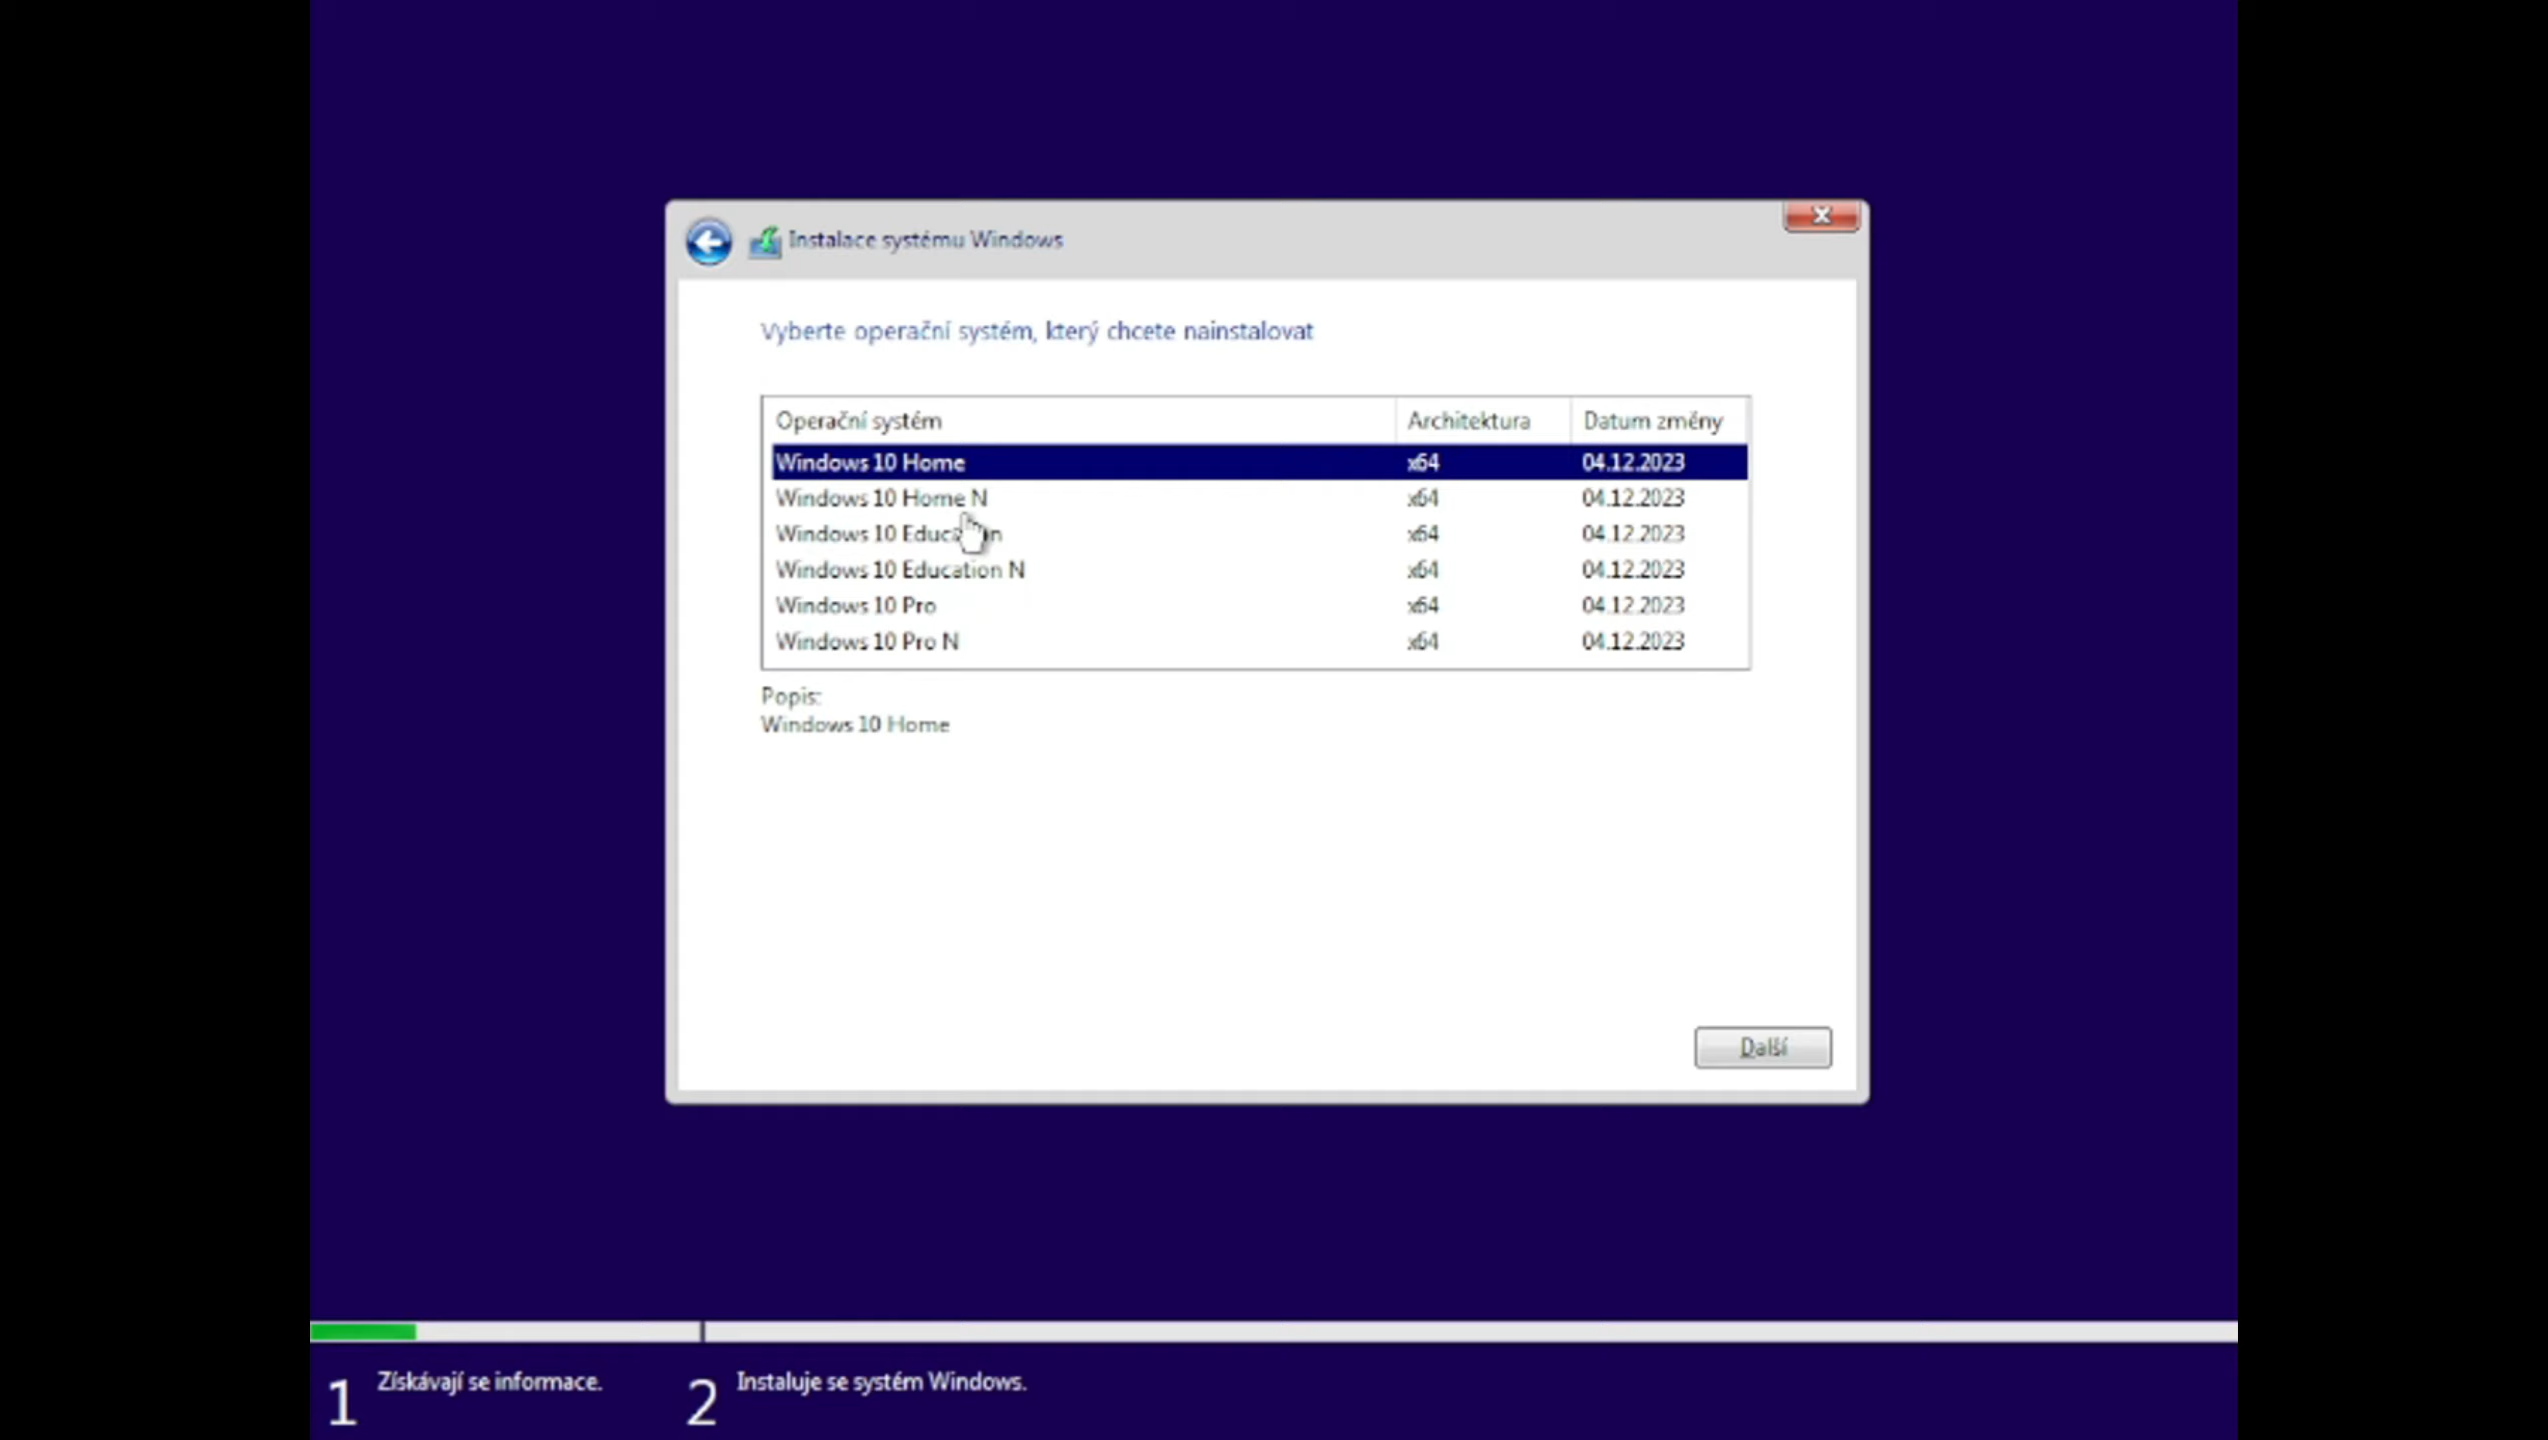 Instalace systému Windows
Vyberte operační systém, který chcete nainstalovat
Operační systém Architektura Datum změny
Windows 10 Home x64 04.12.2023
Windows 10 Home N x64 04.12.2023
Windows 10 Education x64 04.12.2023
Windows 10 Education N x64 04.12.2023
Windows 10 Pro x64 04.12.2023
Windows 10 Pro N x64 04.12.2023
Popis:
Windows 10 Home
Další
1 Získávají se informace. 2 Instaluje se systém Windows.